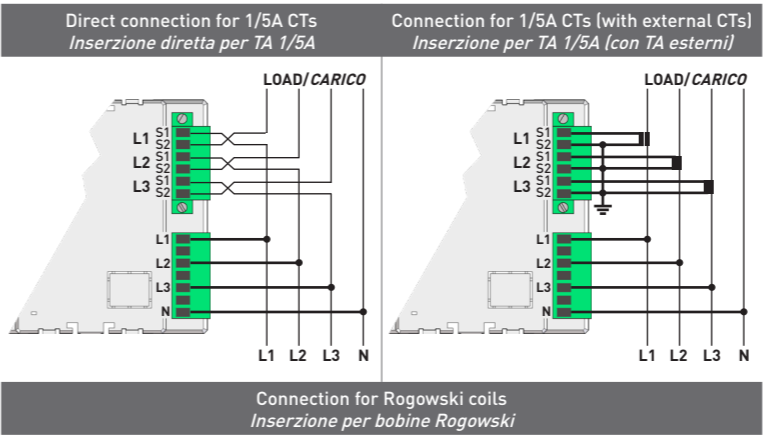 Direct connection for 1/5A CTs
Inserzione diretta per TA 1/5A
LOAD/CARICO
L1 S1
S2
L2 S1
S2
L3 S1
S2
L1
L2
L3
N
L1 L2 L3 N
Connection for 1/5A CTs (with external CTs)
Inserzione per TA 1/5A (con TA esterni)
LOAD/CARICO
L1 S1
S2
L2 S1
S2
L3 S1
S2
L1
L2
L3
N
L1 L2 L3 N
Connection for Rogowski coils
Inserzione per bobine Rogowski